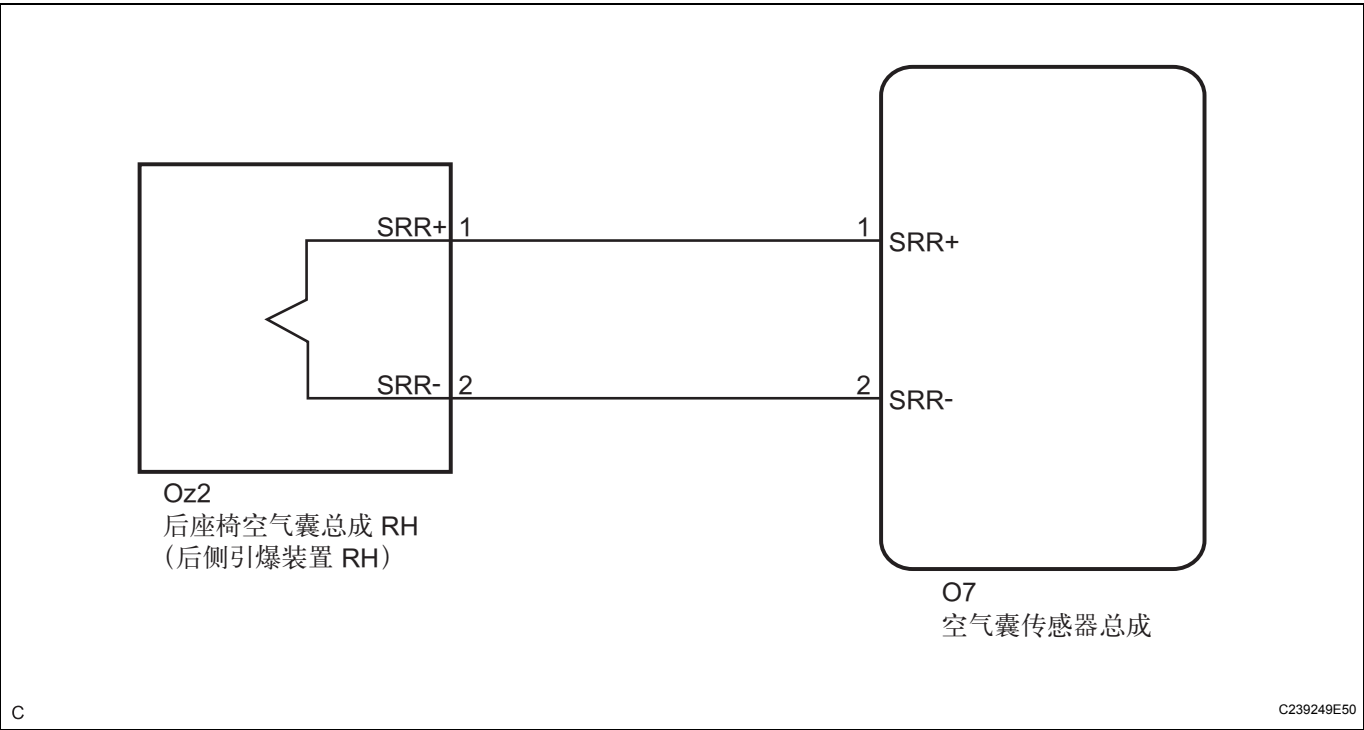 SRR+ 1 1 SRR+
SRR- 2 2 SRR-
Oz2
后座椅空气囊总成 RH
（后侧引爆装置 RH）
O7
空气囊传感器总成
C
C239249E50